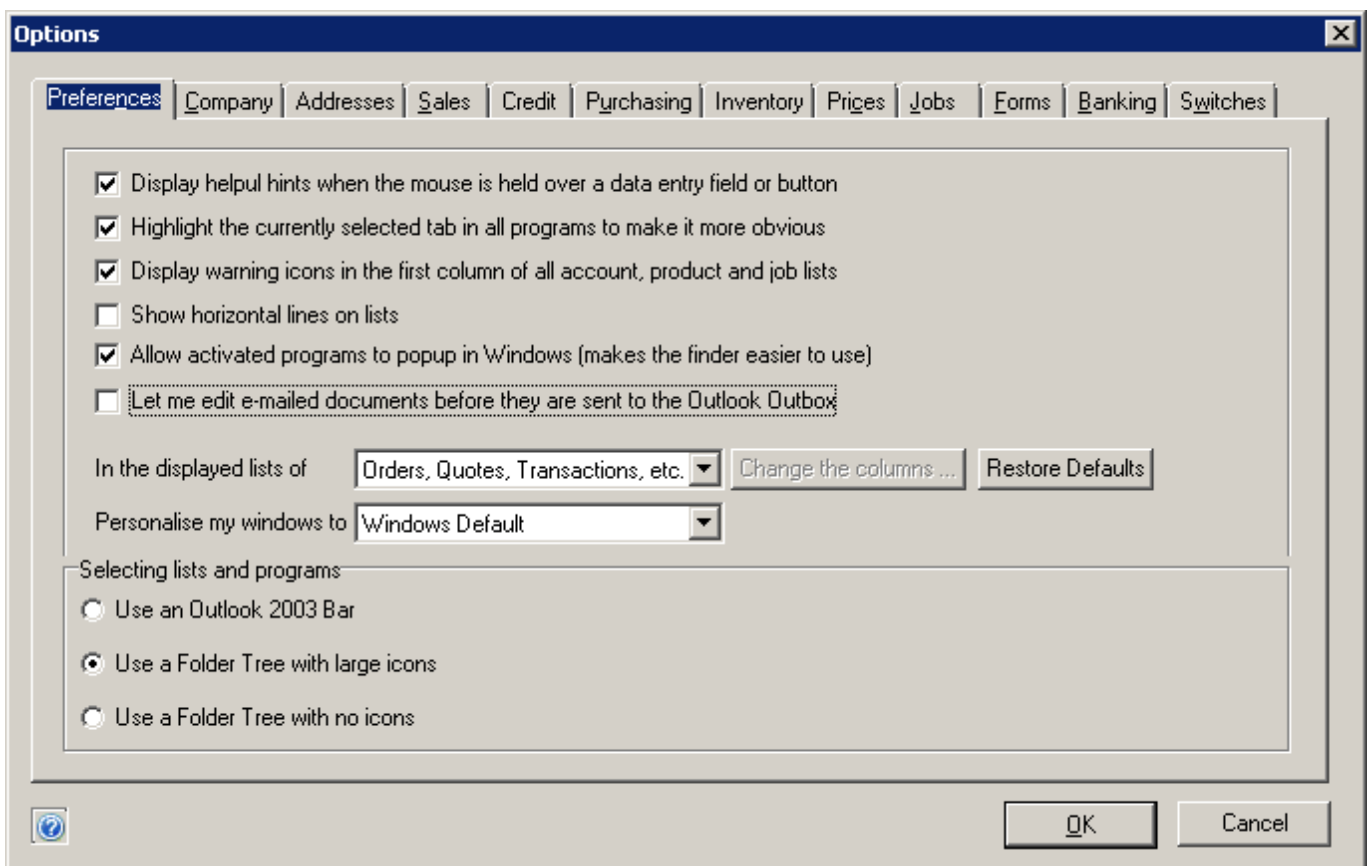 Options
Preferences Company Addresses Sales Credit Purchasing Inventory Prices Jobs Forms Banking Switches
Display helpul hints when the mouse is held over a data entry field or button
Highlight the currently selected tab in all programs to make it more obvious
Display warning icons in the first column of all account, product and job lists
Show horizontal lines on lists
Allow activated programs to popup in Windows (makes the finder easier to use)
Let me edit e-mailed documents before they are sent to the Outlook Outbox
In the displayed lists of Orders, Quotes, Transactions, etc. Change the columns ... Restore Defaults
Personalise my windows to Windows Default
Selecting lists and programs
Use an Outlook 2003 Bar
Use a Folder Tree with large icons
Use a Folder Tree with no icons
? OK Cancel